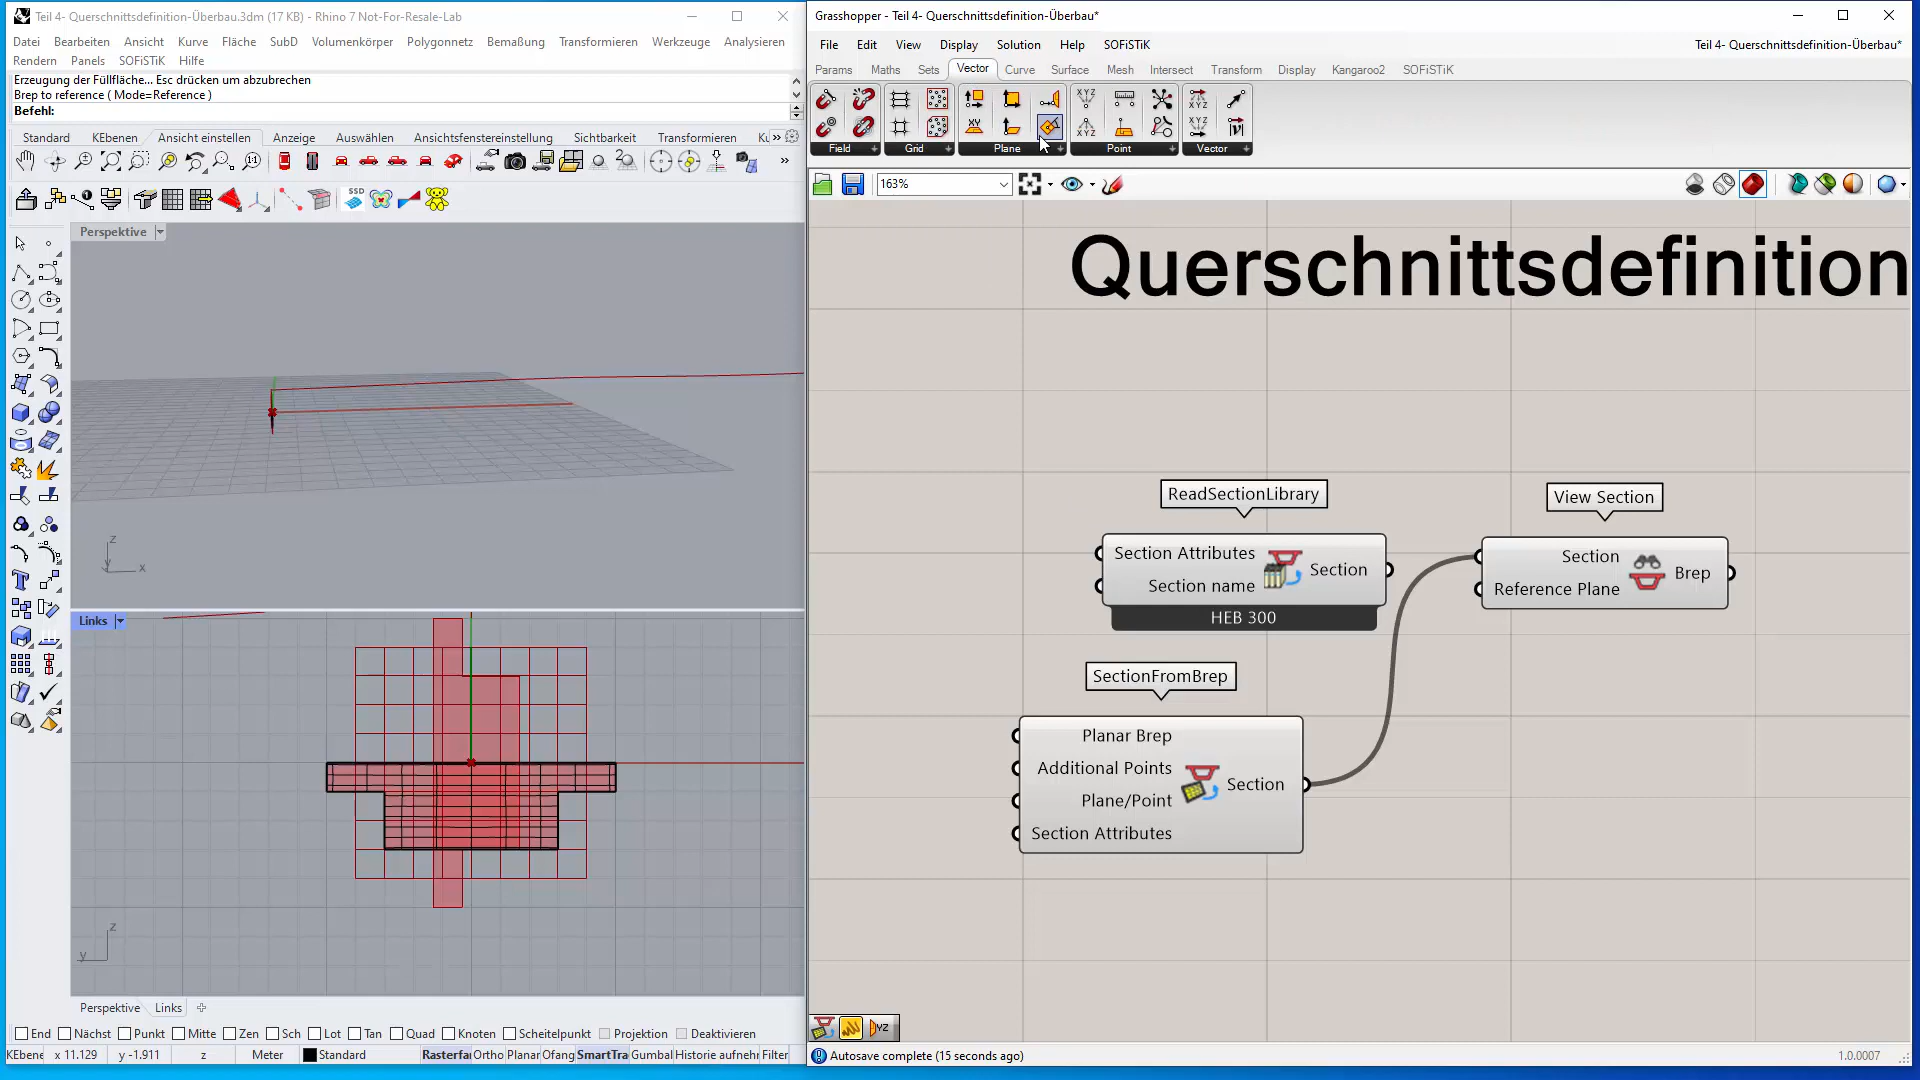 Teil 4- Querschnittsdefinition-Überbau.3dm (17 KB) - Rhino 7 Not-For-Resale-Lab
Datei Bearbeiten Ansicht Kurve Fläche SubD Volumenkörper Polygonnetz Bemaßung Transformieren Werkzeuge Analysieren
Rendern Panels SOFiSTiK Hilfe
Erzeugung der Füllfläche... Esc drücken um abzubrechen
Brep to reference ( Mode=Reference )
Befehl:
Standard KEbenen Ansicht einstellen Anzeige Auswählen Ansichtsfenstereinstellung Sichtbarkeit Transformieren Ku
SSD
Perspektive
z
x
Links
z
y
Perspektive Links
End Nächst Punkt Mitte Zen Sch Lot Tan Quad Knoten Scheitelpunkt Projektion Deaktivieren
KEbene x 11.129 y -1.911 z Meter Standard Rasterfa Ortho Planar Ofang SmartTra Gumbal Historie aufnehr Filter
Grasshopper - Teil 4- Querschnittsdefinition-Überbau*
File Edit View Display Solution Help SOFiSTiK
Teil 4- Querschnittsdefinition-Überbau*
Params Maths Sets Vector Curve Surface Mesh Intersect Transform Display Kangaroo2 SOFiSTiK
Field Grid Plane Point Vector
163%
Querschnittsdefinition
ReadSectionLibrary
Section Attributes
Section name
Section
HEB 300
View Section
Section
Reference Plane
Brep
SectionFromBrep
Planar Brep
Additional Points
Plane/Point
Section Attributes
Section
YZ
Autosave complete (15 seconds ago)
1.0.0007